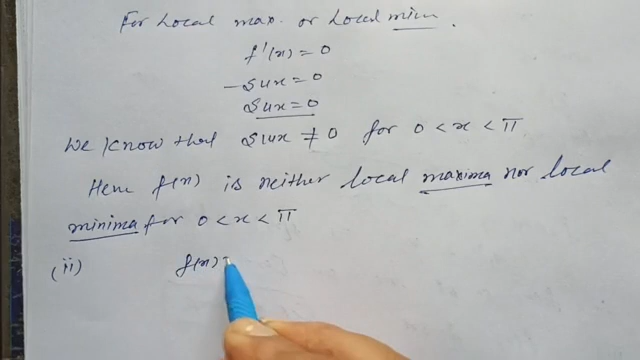 For Local max. or Local mim.
f'(x) = 0
- Sin x = 0
Sin x = 0
We know that Sin x ≠ 0 for 0 < x < π
Hence f(x) is neither local maxima nor local
minima for 0 < x < π
(ii) f(x) =